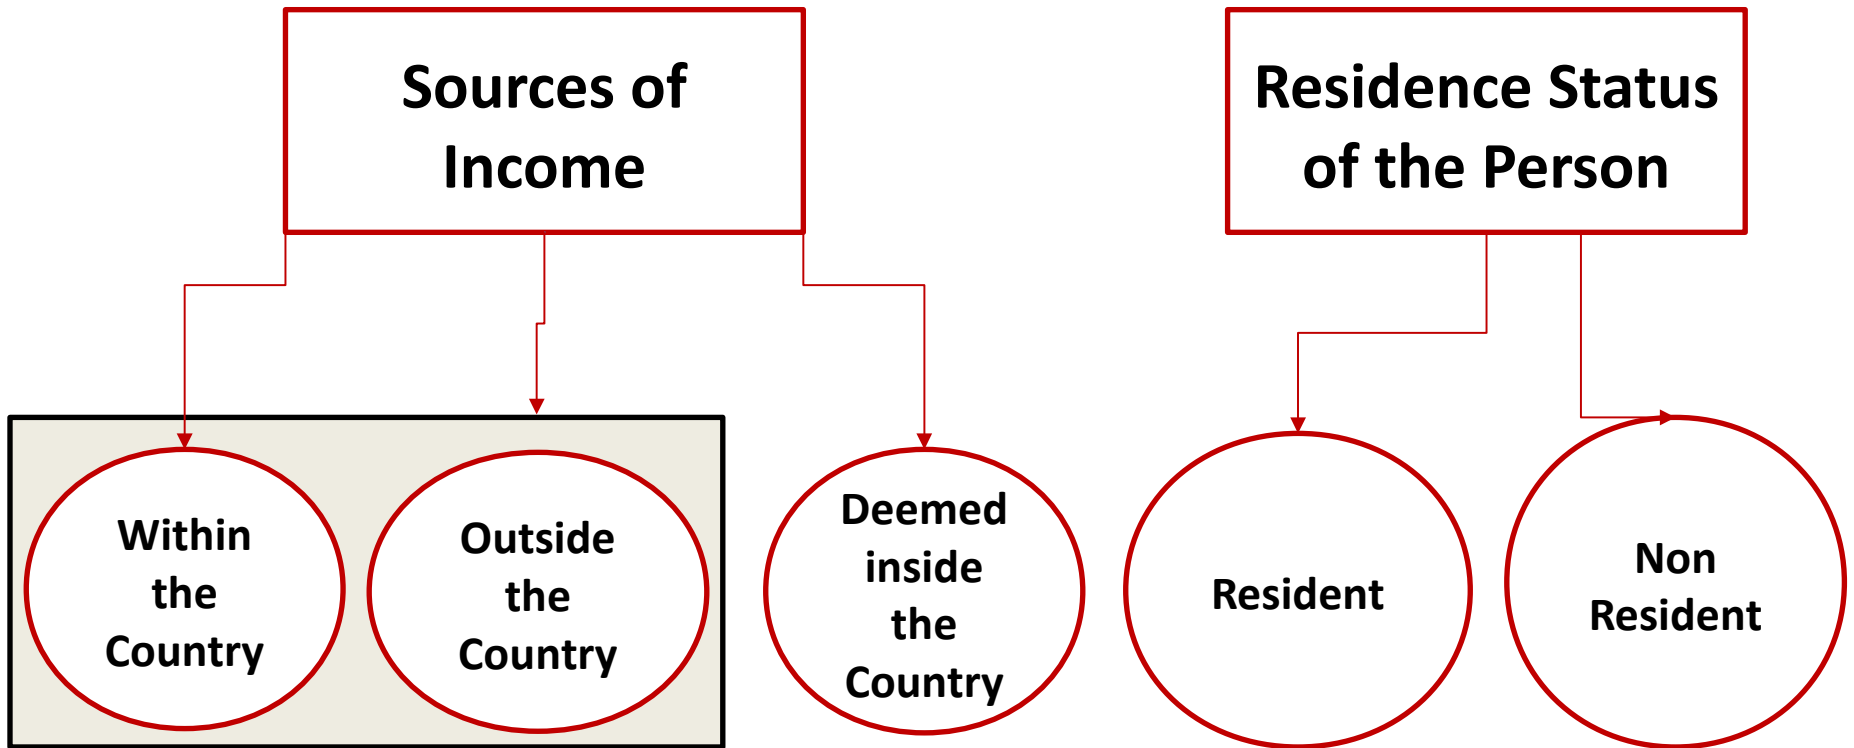 Sources of
Income
Residence Status
of the Person
Within
the
Country
Outside
the
Country
Deemed
inside
the
Country
Resident
Non
Resident